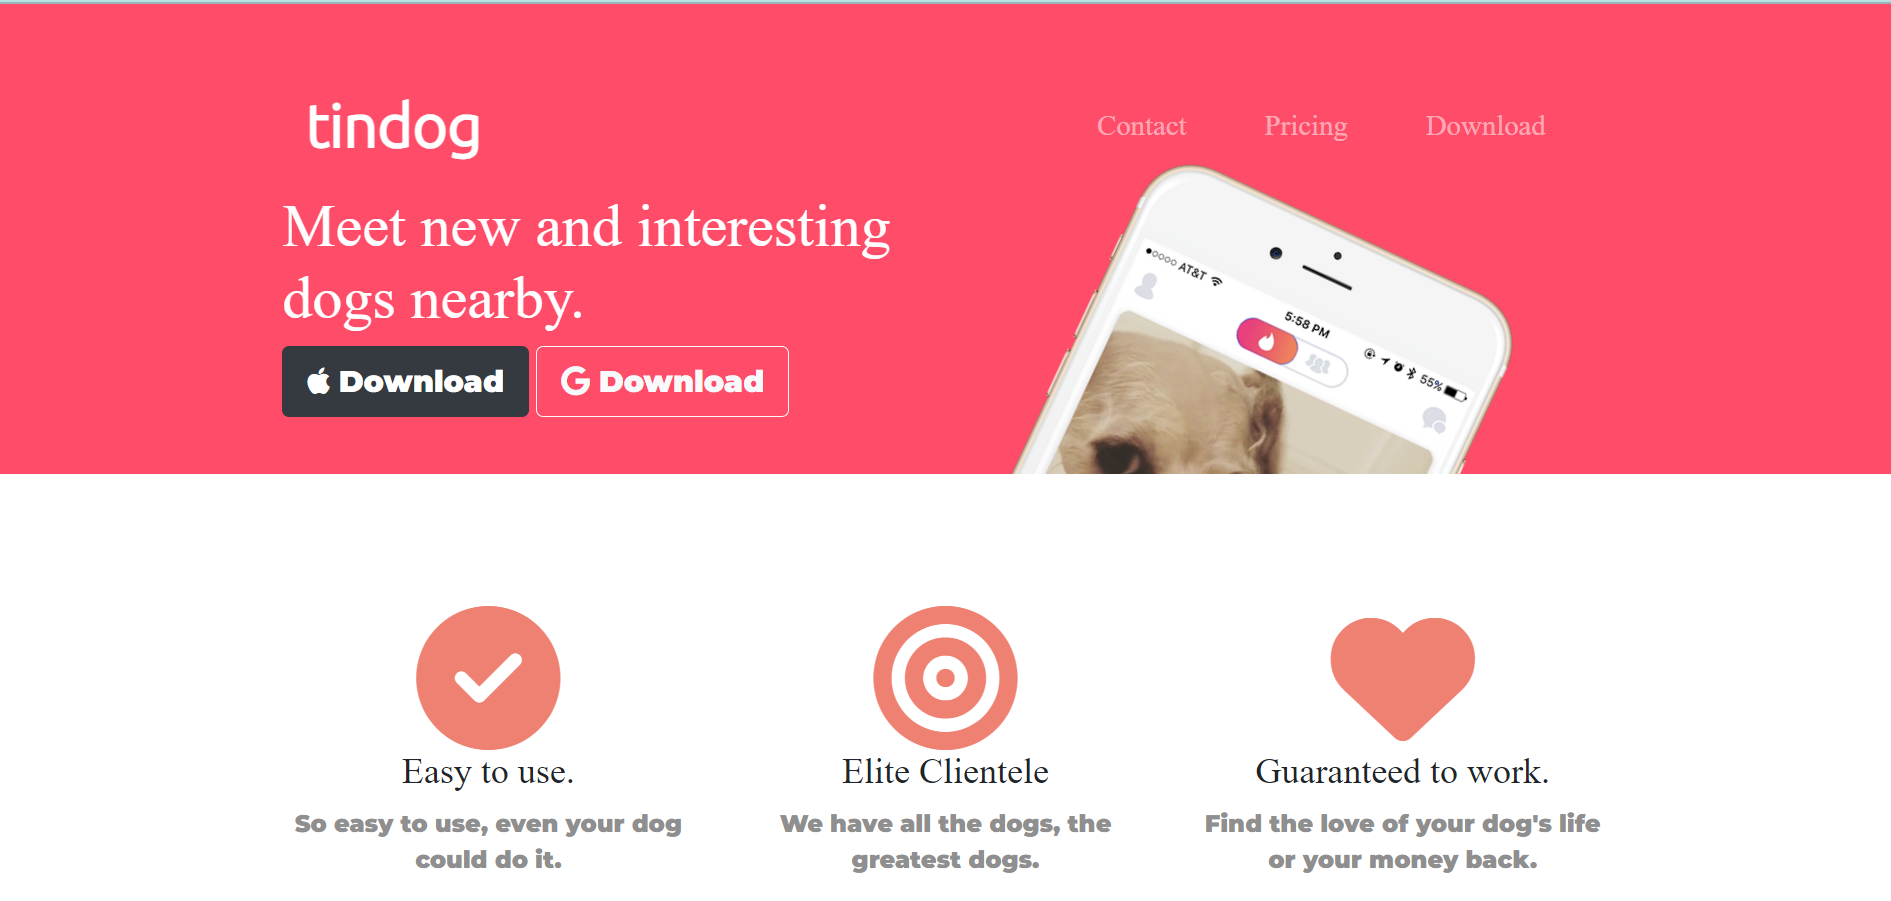 tindog
Contact Pricing Download
Meet new and interesting
dogs nearby.
Download Download
AT&T
5:58 PM
55%
Easy to use. Elite Clientele Guaranteed to work.
So easy to use, even your dog We have all the dogs, the Find the love of your dog's life
could do it. greatest dogs. or your money back.